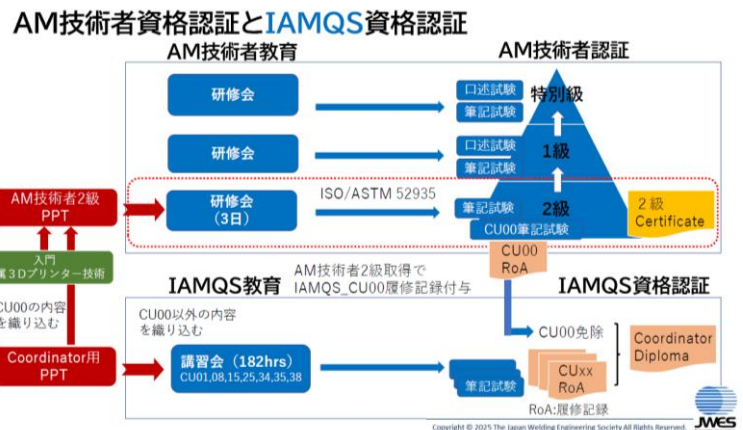 AM技術者資格認証とIAMQS資格認証
AM技術者教育
AM技術者認証
研修会
口述試験
筆記試験
特別級
研修会
口述試験
筆記試験
1級
AM技術者2級
PPT
研修会
(3日)
ISO/ASTM 52935
筆記試験
2級
CU00筆記試験
2級
Certificate
入門
属3Dプリンター技術
CU00
RoA
IAMQS教育
AM技術者2級取得で
IAMQS_CU00履修記録付与
IAMQS資格認証
CU00の内容
を織り込む
CU00以外の内容
を織り込む
CU00免除
Coordinator用
PPT
講習会（182hrs）
CU01,08,15,25,34,35,38
筆記試験
CUxx
RoA
Coordinator
Diploma
RoA:履修記録
Copyright © 2025 The Japan Welding Engineering Society All Rights Reserved.
JWES